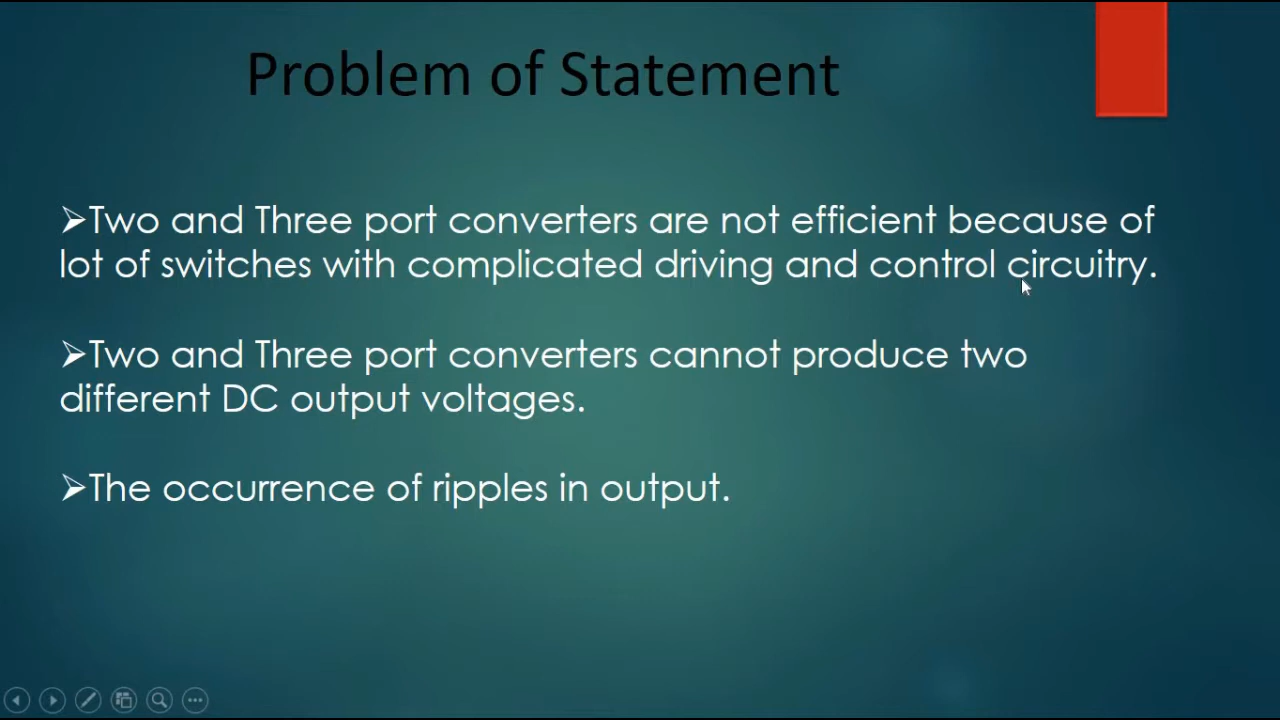 Problem of Statement
➢Two and Three port converters are not efficient because of
lot of switches with complicated driving and control circuitry.
➢Two and Three port converters cannot produce two
different DC output voltages.
➢The occurrence of ripples in output.